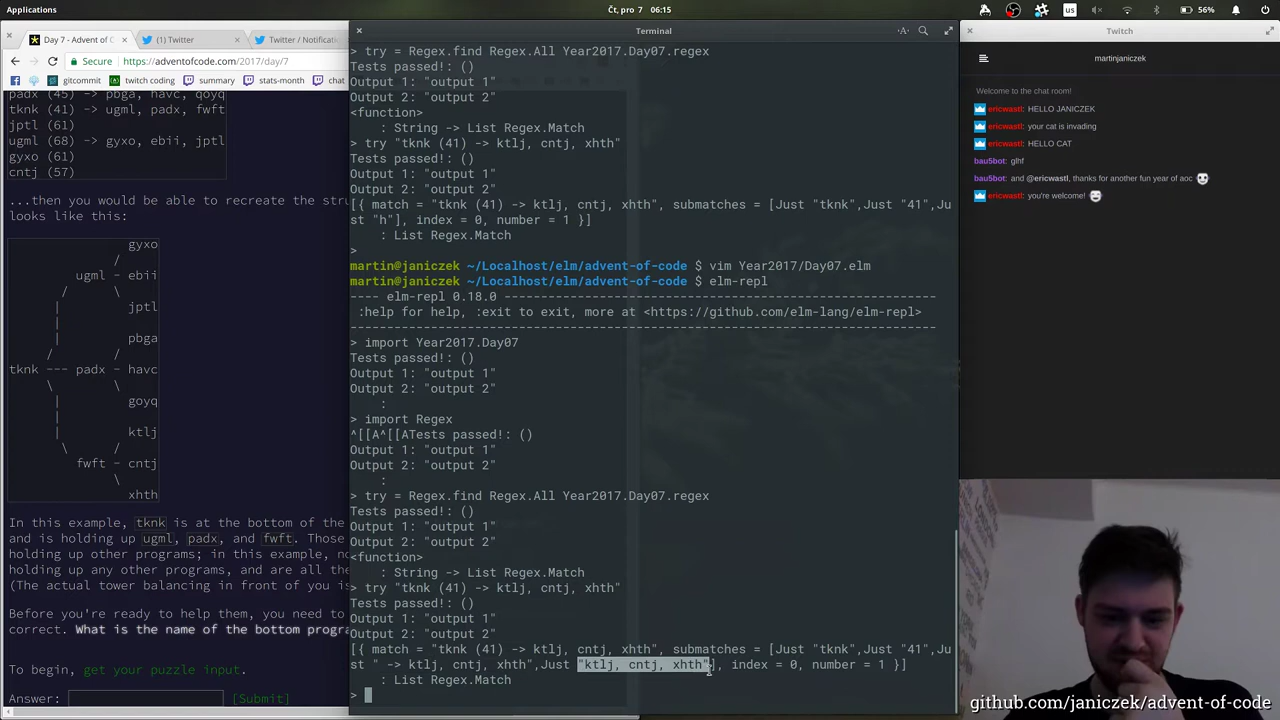 Applications
Čt, pro 7   06:15
us
56%
Day 7 - Advent of C
(1) Twitter
Twitter / Notificati
Secure
https://adventofcode.com/2017/day/7
gitcommit
twitch coding
summary
stats-month
chat
padx (45) -> pbga, havc, qoyq
tknk (41) -> ugml, padx, fwft
jptl (61)
ugml (68) -> gyxo, ebii, jptl
gyxo (61)
cntj (57)
...then you would be able to recreate the stru
looks like this:
gyxo
/
ugml - ebii
/ \
| jptl
|
| pbga
/ /
tknk --- padx - havc
\ \
| goyq
|
| ktlj
\ /
fwft - cntj
\
xhth
In this example, tknk is at the bottom of the
and is holding up ugml, padx, and fwft. Those
holding up other programs; in this example, no
holding up any other programs, and are all the
(The actual tower balancing in front of you is
Before you're ready to help them, you need to
correct. What is the name of the bottom progra
To begin, get your puzzle input.
Answer: [Submit]
Terminal
> try = Regex.find Regex.All Year2017.Day07.regex
Tests passed!: ()
Output 1: "output 1"
Output 2: "output 2"
<function>
: String -> List Regex.Match
> try "tknk (41) -> ktlj, cntj, xhth"
Tests passed!: ()
Output 1: "output 1"
Output 2: "output 2"
[{ match = "tknk (41) -> ktlj, cntj, xhth", submatches = [Just "tknk",Just "41",Ju
st "h"], index = 0, number = 1 }]
: List Regex.Match
>
martin@janiczek ~/Localhost/elm/advent-of-code $ vim Year2017/Day07.elm
martin@janiczek ~/Localhost/elm/advent-of-code $ elm-repl
---- elm-repl 0.18.0 -----------------------------------------------------------
:help for help, :exit to exit, more at <https://github.com/elm-lang/elm-repl>
--------------------------------------------------------------------------------
> import Year2017.Day07
Tests passed!: ()
Output 1: "output 1"
Output 2: "output 2"
:
> import Regex
^[[A^[[ATests passed!: ()
Output 1: "output 1"
Output 2: "output 2"
:
> try = Regex.find Regex.All Year2017.Day07.regex
Tests passed!: ()
Output 1: "output 1"
Output 2: "output 2"
<function>
: String -> List Regex.Match
> try "tknk (41) -> ktlj, cntj, xhth"
Tests passed!: ()
Output 1: "output 1"
Output 2: "output 2"
[{ match = "tknk (41) -> ktlj, cntj, xhth", submatches = [Just "tknk",Just "41",Ju
st " -> ktlj, cntj, xhth",Just "ktlj, cntj, xhth"], index = 0, number = 1 }]
: List Regex.Match
>
Twitch
martinjaniczek
Welcome to the chat room!
ericwastl: HELLO JANICZEK
ericwastl: your cat is invading
ericwastl: HELLO CAT
bau5bot: glhf
bau5bot: and @ericwastl, thanks for another fun year of aoc
ericwastl: you're welcome!
github.com/janiczek/advent-of-code